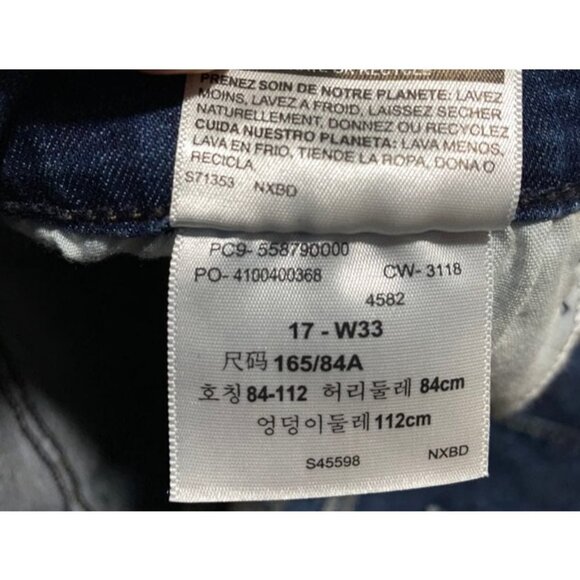 PRENEZ SOIN DE NOTRE PLANETE: LAVEZ
MOINS, LAVEZ A FROID, LAISSEZ SECHER
NATURELLEMENT, DONNEZ OU RECYCLEZ
CUIDA NUESTRO PLANETA: LAVA MENOS,
LAVA EN FRIO, TIENDE LA ROPA, DONA O
RECICLA
S71353 NXBD
PC9- 558790000
PO- 4100400368 CW- 3118
4582
17 - W33
尺码 165/84A
호칭 84-112 허리둘레 84cm
엉덩이둘레 112cm
S45598 NXBD